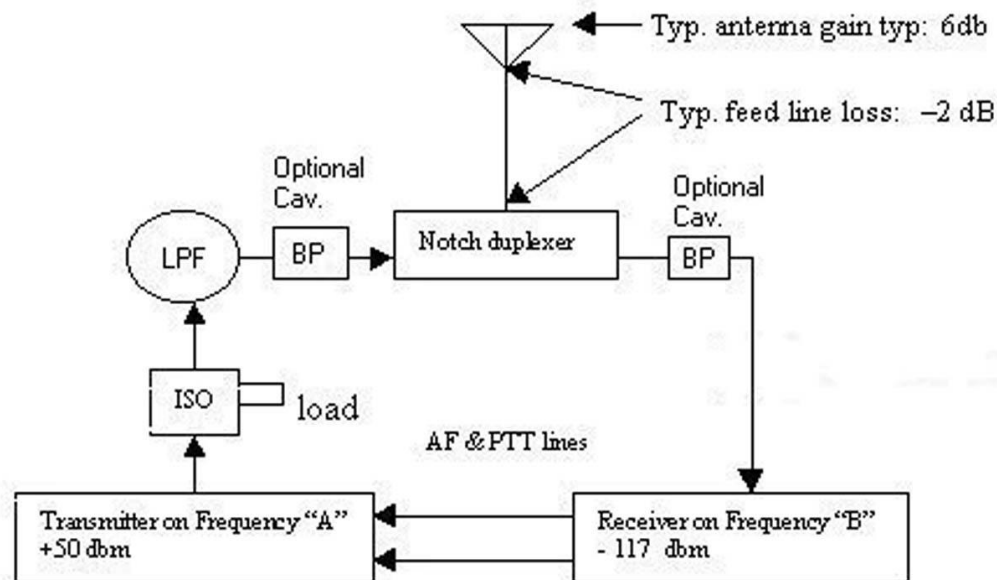 Typ. antenna gain typ: 6db
Typ. feed line loss: –2 dB
Optional
Cav.
Optional
Cav.
LPF
BP
Notch duplexer
BP
ISO
load
AF & PTT lines
Transmitter on Frequency “A”
+50 dbm
Receiver on Frequency “B”
- 117 dbm